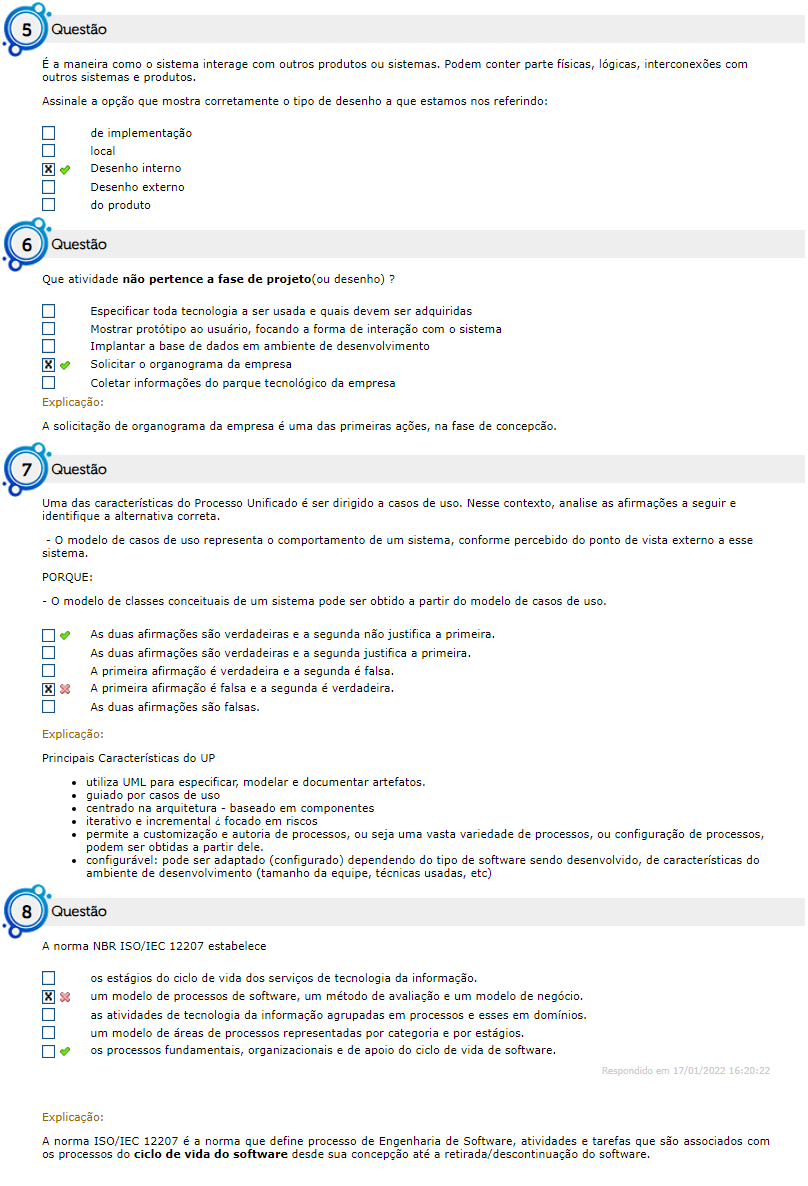 5 Questão
É a maneira como o sistema interage com outros produtos ou sistemas. Podem conter parte físicas, lógicas, interconexões com
outros sistemas e produtos.
Assinale a opção que mostra corretamente o tipo de desenho a que estamos nos referindo:
de implementação
local
X Desenho interno
Desenho externo
do produto
6 Questão
Que atividade não pertence a fase de projeto(ou desenho) ?
Especificar toda tecnologia a ser usada e quais devem ser adquiridas
Mostrar protótipo ao usuário, focando a forma de interação com o sistema
Implantar a base de dados em ambiente de desenvolvimento
X Solicitar o organograma da empresa
Coletar informações do parque tecnológico da empresa
Explicação:
A solicitação de organograma da empresa é uma das primeiras ações, na fase de concepcão.
7 Questão
Uma das características do Processo Unificado é ser dirigido a casos de uso. Nesse contexto, analise as afirmações a seguir e
identifique a alternativa correta.
- O modelo de casos de uso representa o comportamento de um sistema, conforme percebido do ponto de vista externo a esse
sistema.
PORQUE:
- O modelo de classes conceituais de um sistema pode ser obtido a partir do modelo de casos de uso.
As duas afirmações são verdadeiras e a segunda não justifica a primeira.
As duas afirmações são verdadeiras e a segunda justifica a primeira.
A primeira afirmação é verdadeira e a segunda é falsa.
X A primeira afirmação é falsa e a segunda é verdadeira.
As duas afirmações são falsas.
Explicação:
Principais Características do UP
• utiliza UML para especificar, modelar e documentar artefatos.
• guiado por casos de uso
• centrado na arquitetura - baseado em componentes
• iterativo e incremental ¿ focado em riscos
• permite a customização e autoria de processos, ou seja uma vasta variedade de processos, ou configuração de processos,
podem ser obtidas a partir dele.
• configurável: pode ser adaptado (configurado) dependendo do tipo de software sendo desenvolvido, de características do
ambiente de desenvolvimento (tamanho da equipe, técnicas usadas, etc)
8 Questão
A norma NBR ISO/IEC 12207 estabelece
os estágios do ciclo de vida dos serviços de tecnologia da informação.
X um modelo de processos de software, um método de avaliação e um modelo de negócio.
as atividades de tecnologia da informação agrupadas em processos e esses em domínios.
um modelo de áreas de processos representadas por categoria e por estágios.
os processos fundamentais, organizacionais e de apoio do ciclo de vida de software.
Respondido em 17/01/2022 16:20:22
Explicação:
A norma ISO/IEC 12207 é a norma que define processo de Engenharia de Software, atividades e tarefas que são associados com
os processos do ciclo de vida do software desde sua concepção até a retirada/descontinuação do software.